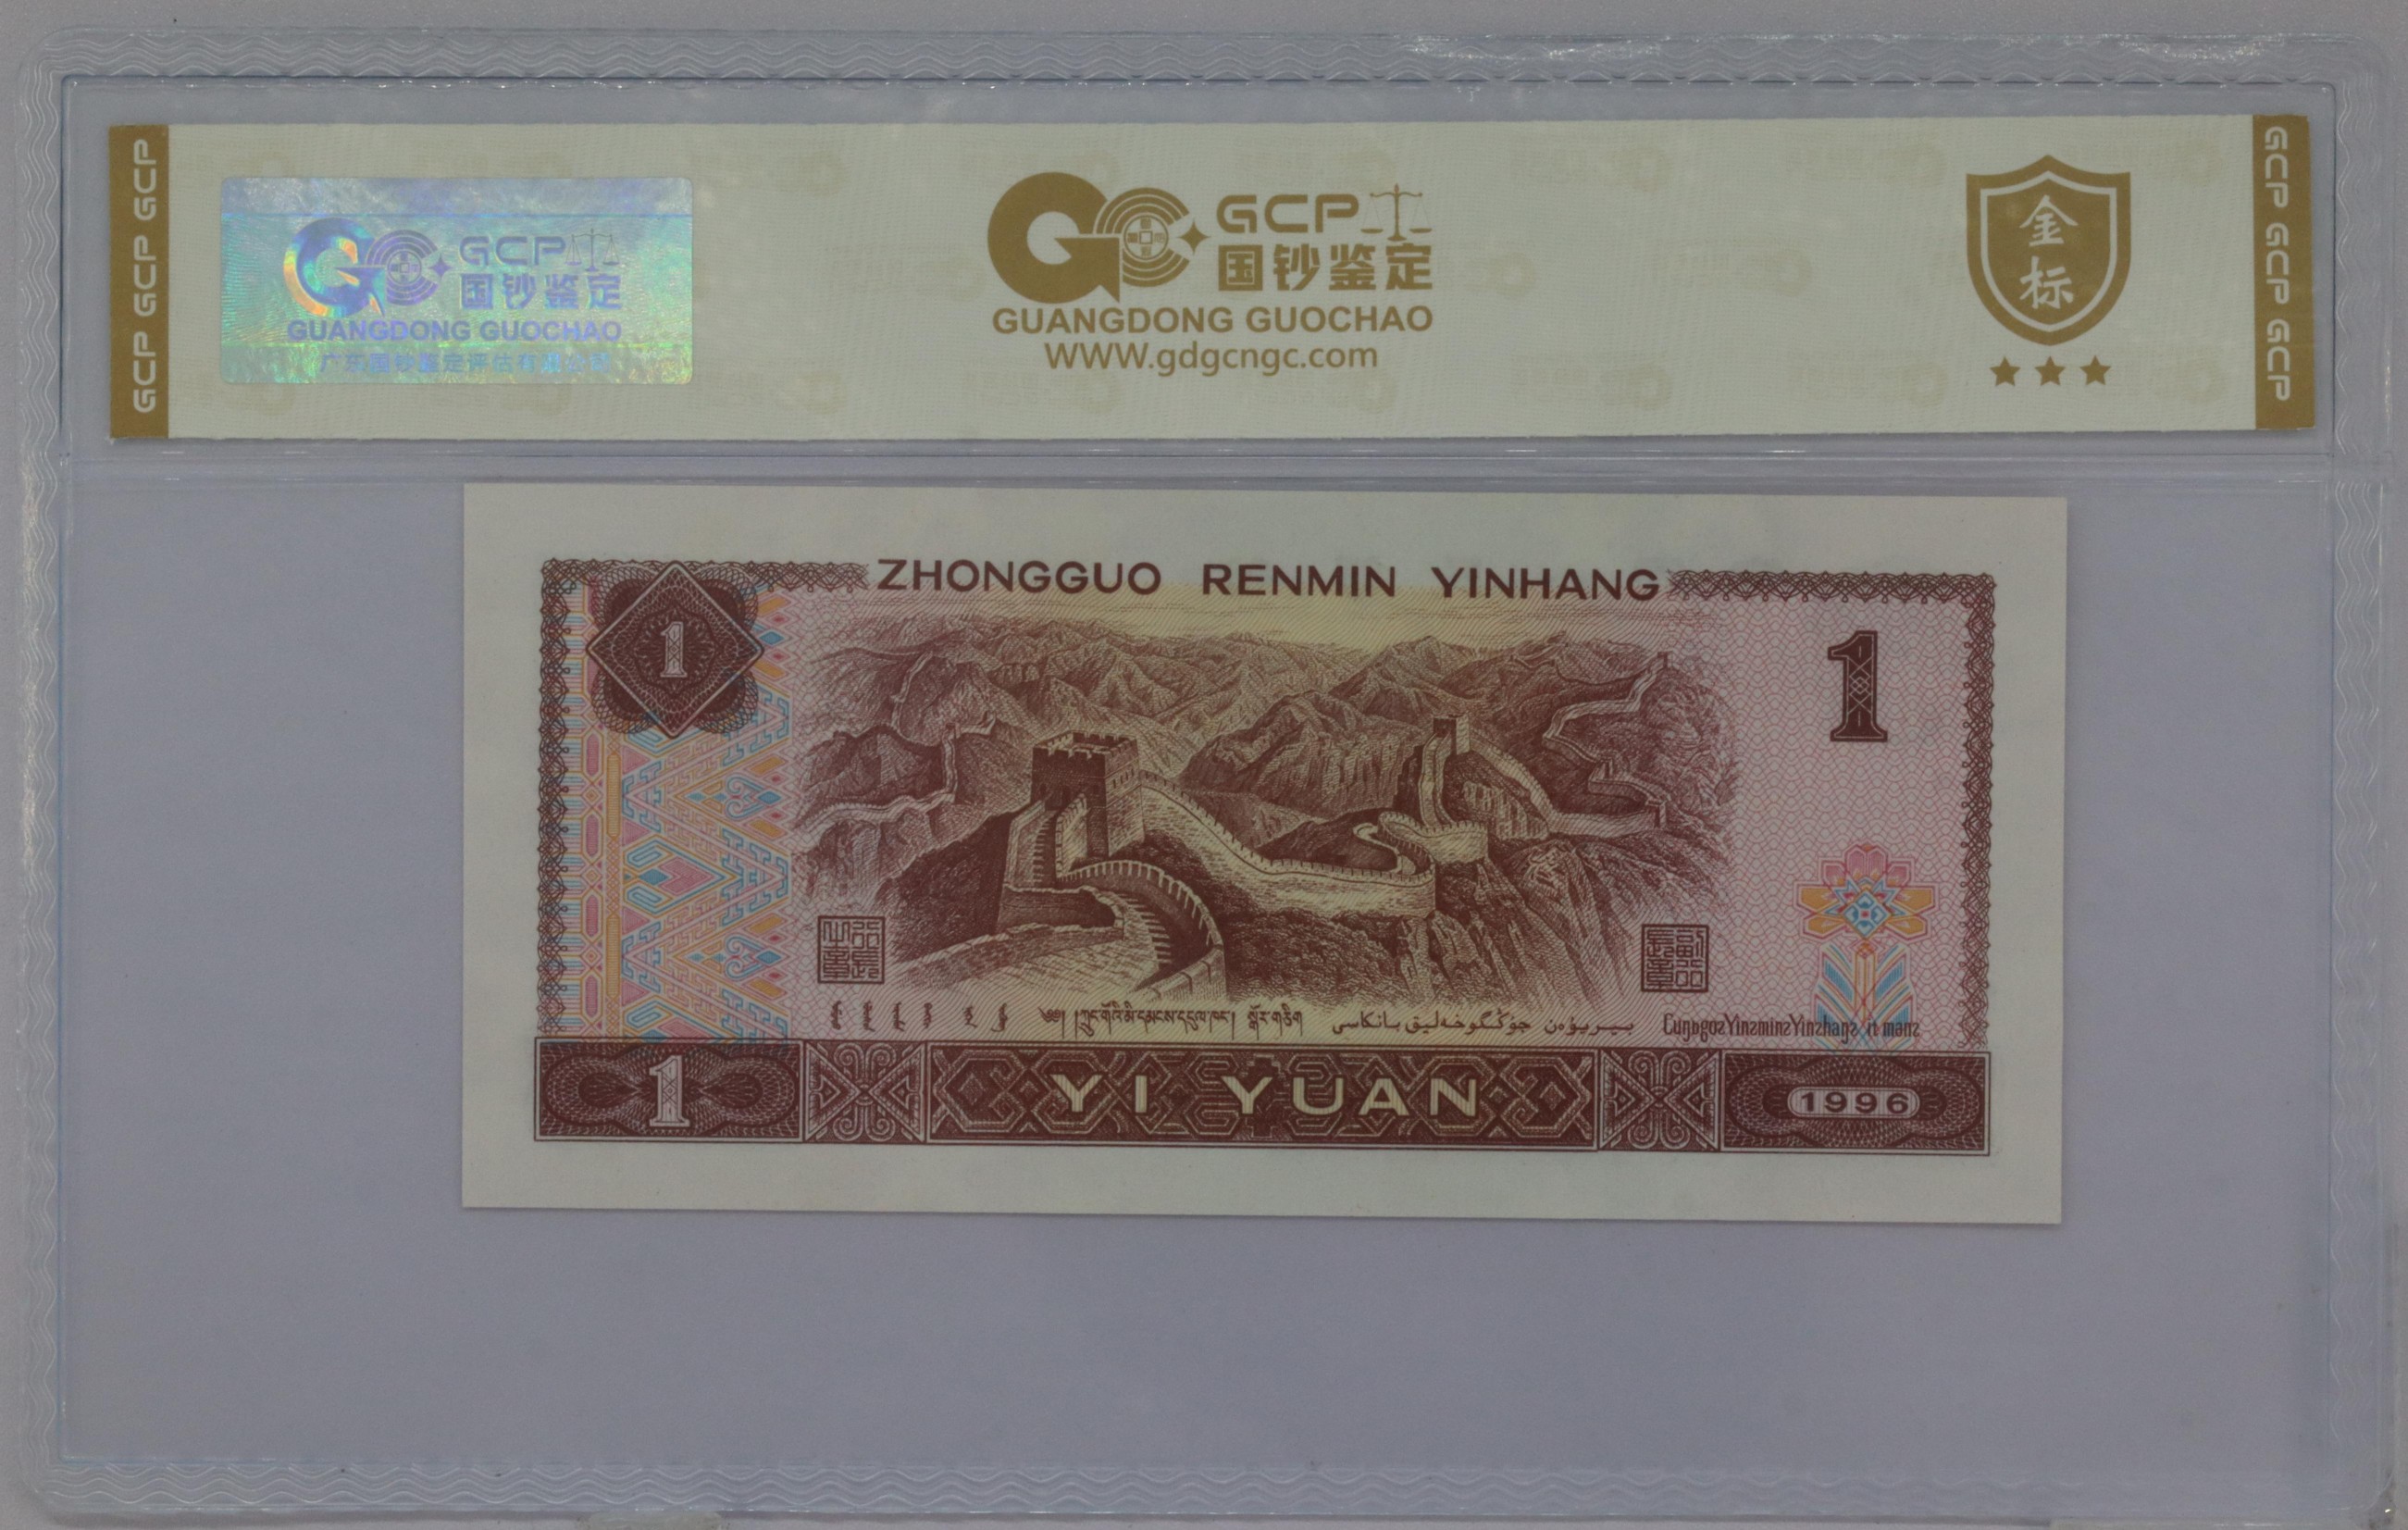 GCP GCP GCP
GCP
国钞鉴定
GUANGDONG GUOCHAO
广东国钞鉴定评估有限公司
GCP
国钞鉴定
GUANGDONG GUOCHAO
WWW.gdgcngc.com
金
标
GCP GCP GCP
ZHONGGUO RENMIN YINHANG
1
1
YI YUAN
1
1996